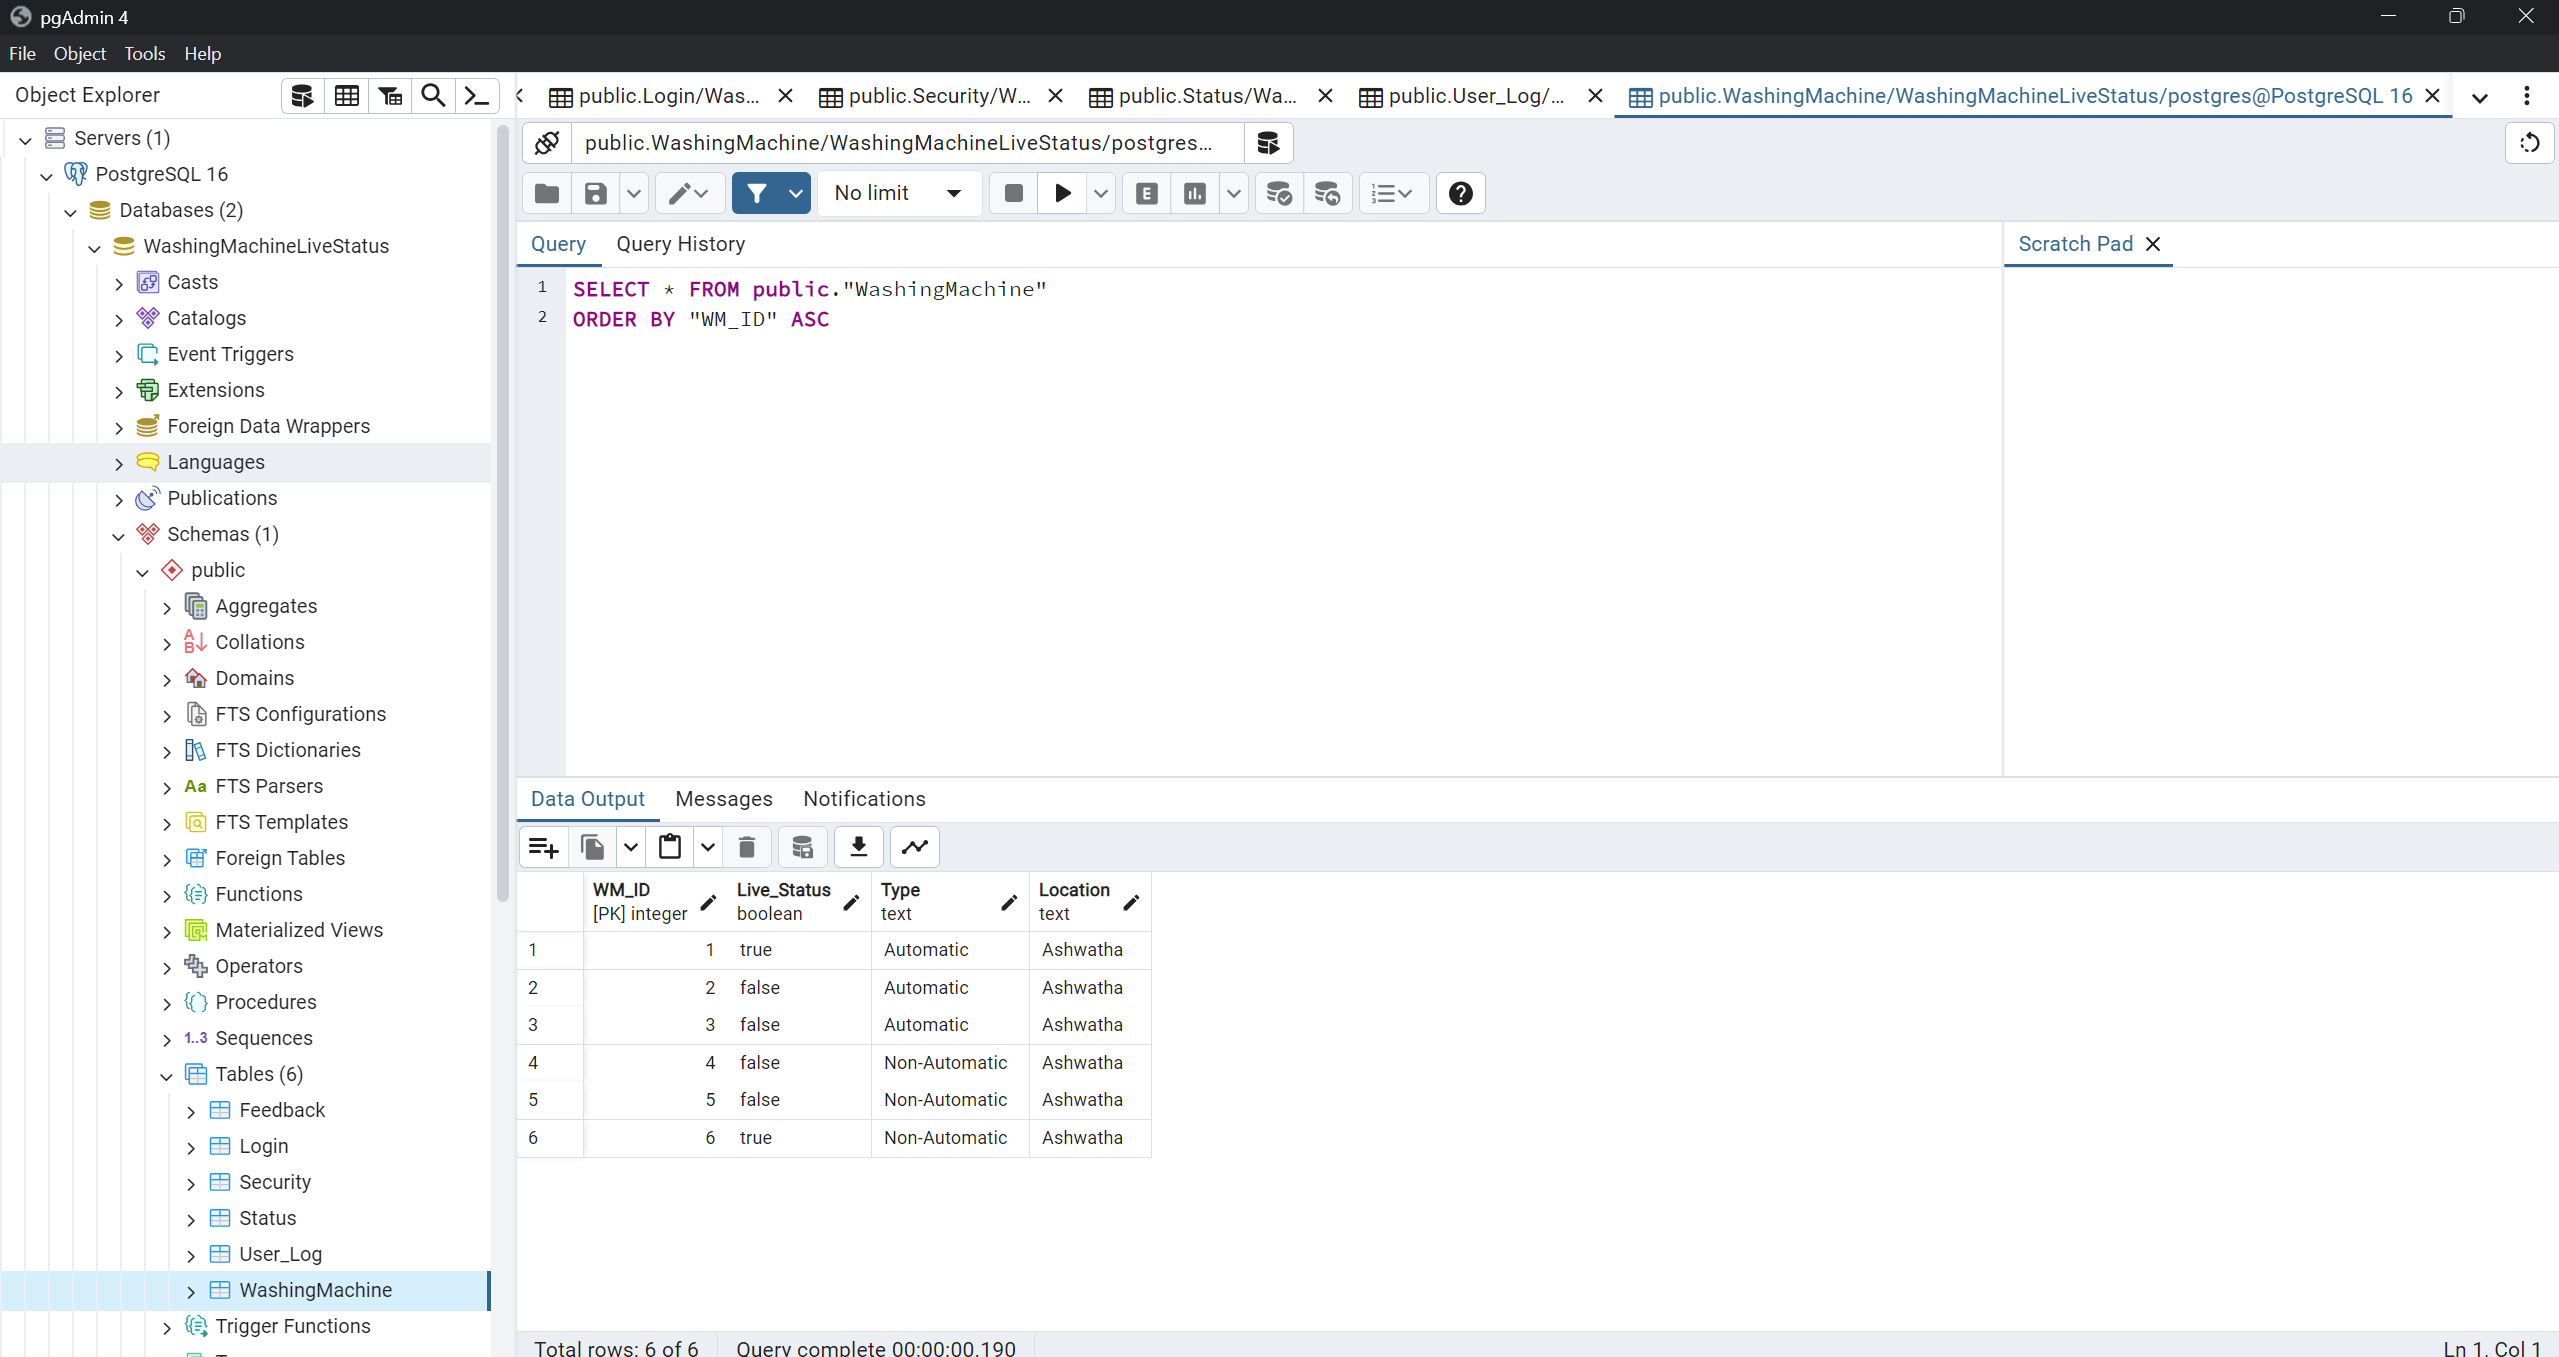 pgAdmin 4
File Object Tools Help
Object Explorer
public.Login/Was...
public.Security/W...
public.Status/Wa...
public.User_Log/...
public.WashingMachine/WashingMachineLiveStatus/postgres@PostgreSQL 16
Servers (1)
PostgreSQL 16
Databases (2)
WashingMachineLiveStatus
Casts
Catalogs
Event Triggers
Extensions
Foreign Data Wrappers
Languages
Publications
Schemas (1)
public
Aggregates
Collations
Domains
FTS Configurations
FTS Dictionaries
Aa FTS Parsers
FTS Templates
Foreign Tables
Functions
Materialized Views
Operators
Procedures
1..3 Sequences
Tables (6)
Feedback
Login
Security
Status
User_Log
WashingMachine
Trigger Functions
public.WashingMachine/WashingMachineLiveStatus/postgres...
No limit
E
Query Query History
Scratch Pad
1 SELECT * FROM public."WashingMachine"
2 ORDER BY "WM_ID" ASC
Data Output Messages Notifications
WM_ID Live_Status Type Location
[PK] integer boolean text text
1 1 true Automatic Ashwatha
2 2 false Automatic Ashwatha
3 3 false Automatic Ashwatha
4 4 false Non-Automatic Ashwatha
5 5 false Non-Automatic Ashwatha
6 6 true Non-Automatic Ashwatha
Total rows: 6 of 6 Query complete 00:00:00.190 Ln 1, Col 1